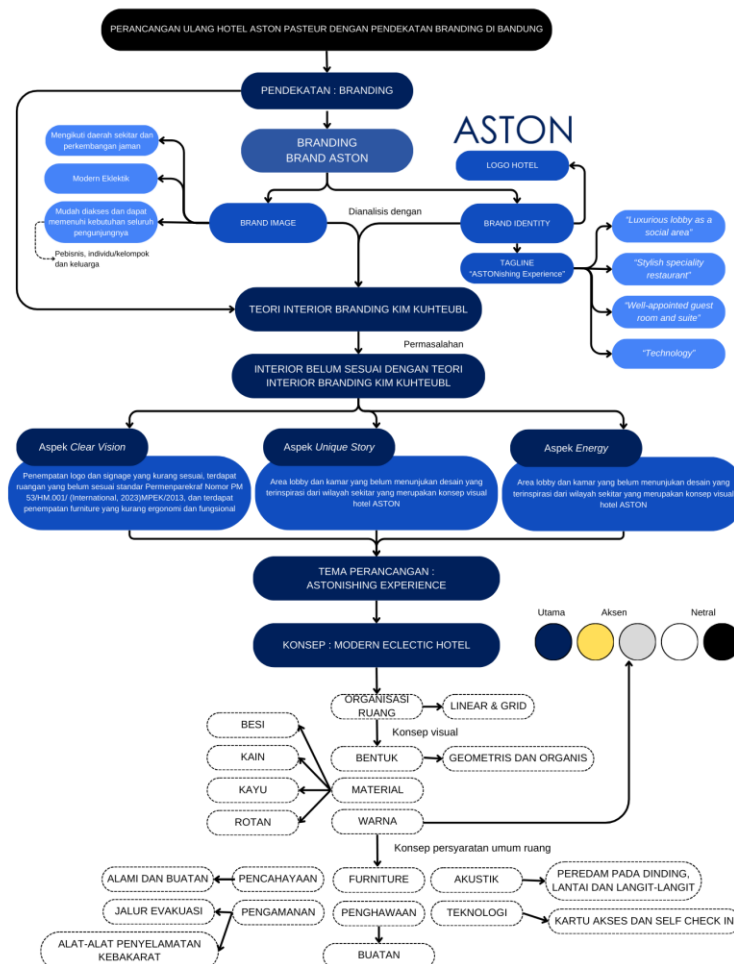 PERANCANGAN ULANG HOTEL ASTON PASTEUR DENGAN PENDEKATAN BRANDING DI BANDUNG
PENDEKATAN : BRANDING
ASTON
BRANDING
BRAND ASTON
Mengikuti daerah sekitar dan
perkembangan jaman
LOGO HOTEL
Modern Eklektik
Mudah diakses dan dapat
memenuhi kebutuhan seluruh
pengunjungnya
BRAND IMAGE
Dianalisis dengan
BRAND IDENTITY
"Luxurious lobby as a
social area"
Pebisnis, individu/kelompok
dan keluarga
TAGLINE
"ASTONishing Experience"
"Stylish speciality
restaurant"
"Well-appointed guest
room and suite"
"Technology"
TEORI INTERIOR BRANDING KIM KUHTEUBL
Permasalahan
INTERIOR BELUM SESUAI DENGAN TEORI
INTERIOR BRANDING KIM KUHTEUBL
Aspek Clear Vision
Penempatan logo dan signage yang kurang sesuai, terdapat
ruangan yang belum sesuai standar Permenparekraf Nomor PM
53/HM.001/ (International, 2023)MPEK/2013, dan terdapat
penempatan furniture yang kurang ergonomi dan fungsional
Aspek Unique Story
Area lobby dan kamar yang belum menunjukan desain yang
terinspirasi dari wilayah sekitar yang merupakan konsep visual
hotel ASTON
Aspek Energy
Area lobby dan kamar yang belum menunjukan desain yang
terinspirasi dari wilayah sekitar yang merupakan konsep visual
hotel ASTON
TEMA PERANCANGAN :
ASTONISHING EXPERIENCE
Utama
Aksen
Netral
KONSEP : MODERN ECLECTIC HOTEL
ORGANISASI
RUANG
LINEAR & GRID
Konsep visual
BESI
KAIN
KAYU
ROTAN
BENTUK
GEOMETRIS DAN ORGANIS
MATERIAL
WARNA
Konsep persyaratan umum ruang
ALAMI DAN BUATAN
PENCAHAYAAN
FURNITURE
AKUSTIK
PEREDAM PADA DINDING,
LANTAI DAN LANGIT-LANGIT
JALUR EVAKUASI
PENGAMANAN
PENGHAWAAN
TEKNOLOGI
KARTU AKSES DAN SELF CHECK IN
ALAT-ALAT PENYELAMATAN
KEBAKARAT
BUATAN